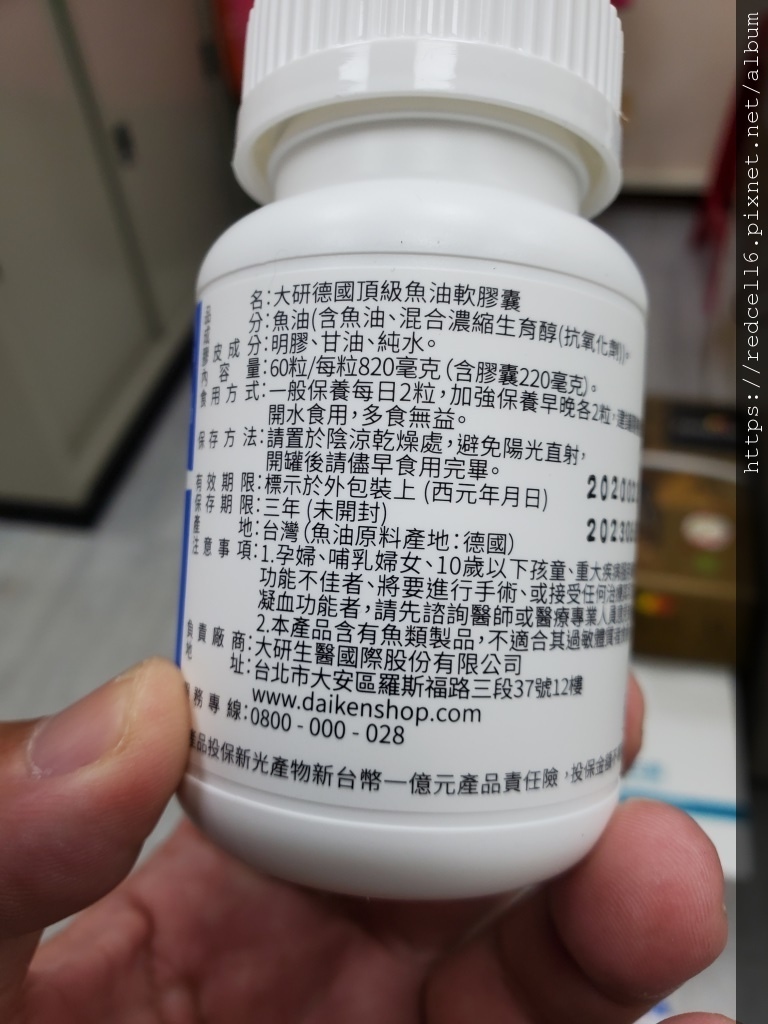 品名:大研德國頂級魚油軟膠囊
成分:魚油(含魚油、混合濃縮生育醇(抗氧化劑))。
膠皮成分:明膠、甘油、純水。
內容量:60粒/每粒820毫克(含膠囊220毫克)。
食用方式:一般保養每日2粒,加強保養早晚各2粒,
開水食用,多食無益。
保存方法:請置於陰涼乾燥處,避免陽光直射,
開罐後請儘早食用完畢。
有效期限:標示於外包裝上(西元年月日)
保存期限:三年(未開封)
產地:台灣(魚油原料產地:德國)
注意事項:1.孕婦、哺乳婦女、10歲以下孩童、重大疾病
功能不佳者、將要進行手術、或接受任何治療
凝血功能者,請先諮詢醫師或醫療專業人員
2.本產品含有魚類製品,不適合其過敏體質者
負責廠商:大研生醫國際股份有限公司
地址:台北市大安區羅斯福路三段37號12樓
www.daikenshop.com
服務專線:0800-000-028
產品投保新光產物新台幣一億元產品責任險,投保金額
202002
20230
https://redcell6.pixnet.net/album